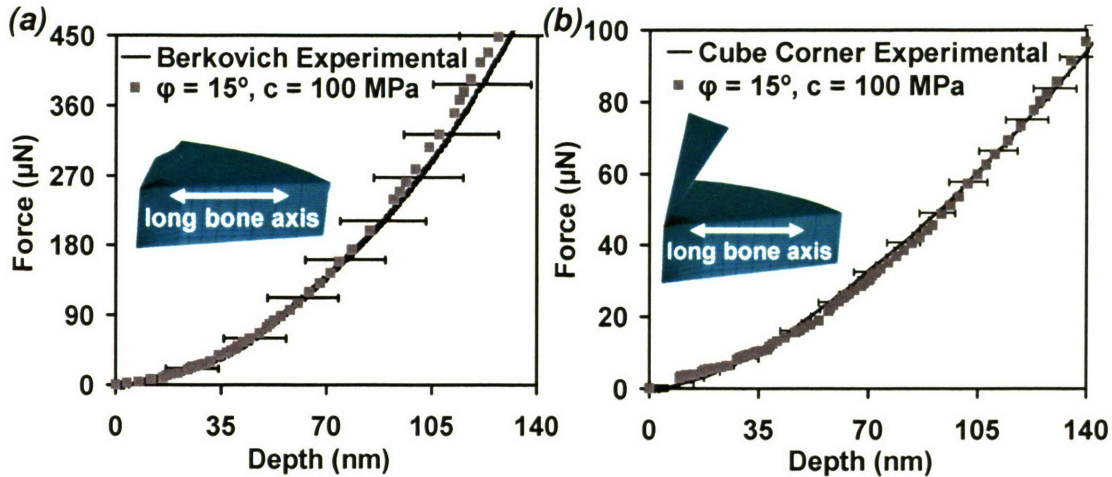 (a)
450
360
270
180
90
0
Force (µN)
Berkovich Experimental
φ = 15º, c = 100 MPa
long bone axis
0 35 70 105 140
Depth (nm)
(b)
100
80
60
40
20
0
Force (µN)
Cube Corner Experimental
φ = 15º, c = 100 MPa
long bone axis
0 35 70 105 140
Depth (nm)